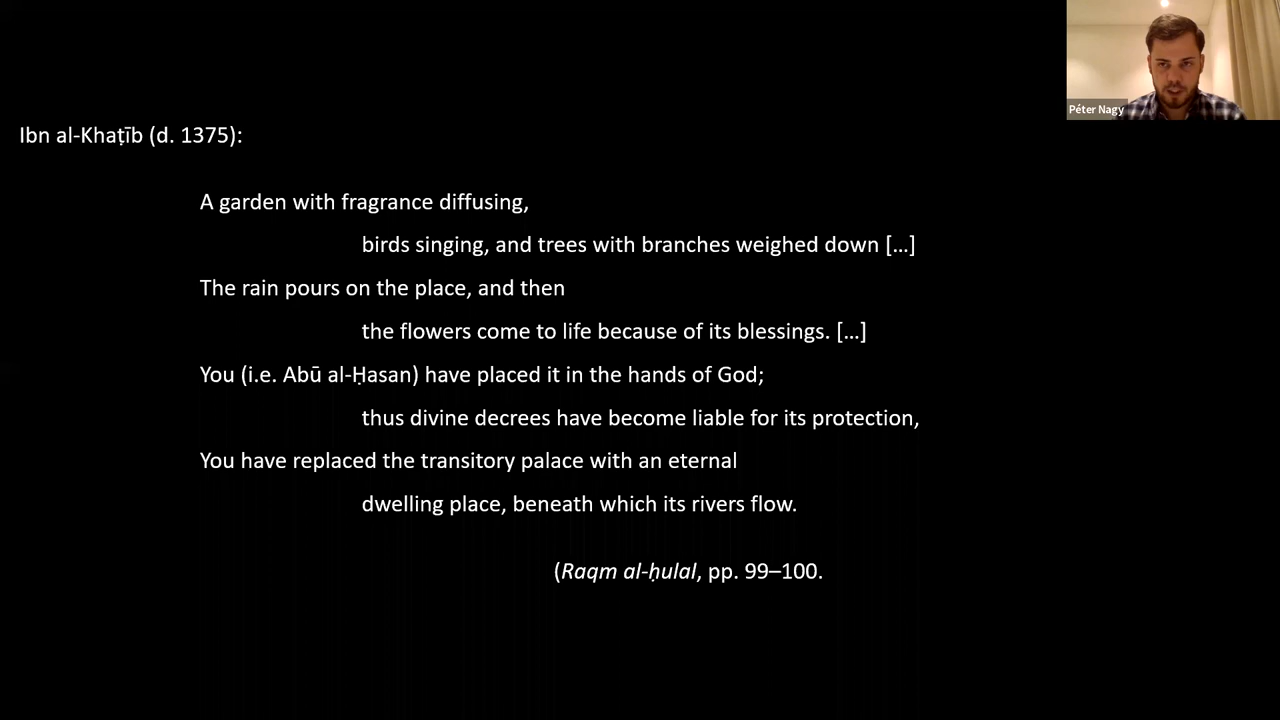 Péter Nagy
Ibn al-Khaṭīb (d. 1375):
A garden with fragrance diffusing,
birds singing, and trees with branches weighed down […]
The rain pours on the place, and then
the flowers come to life because of its blessings. […]
You (i.e. Abū al-Ḥasan) have placed it in the hands of God;
thus divine decrees have become liable for its protection,
You have replaced the transitory palace with an eternal
dwelling place, beneath which its rivers flow.
(Raqm al-ḥulal, pp. 99–100.